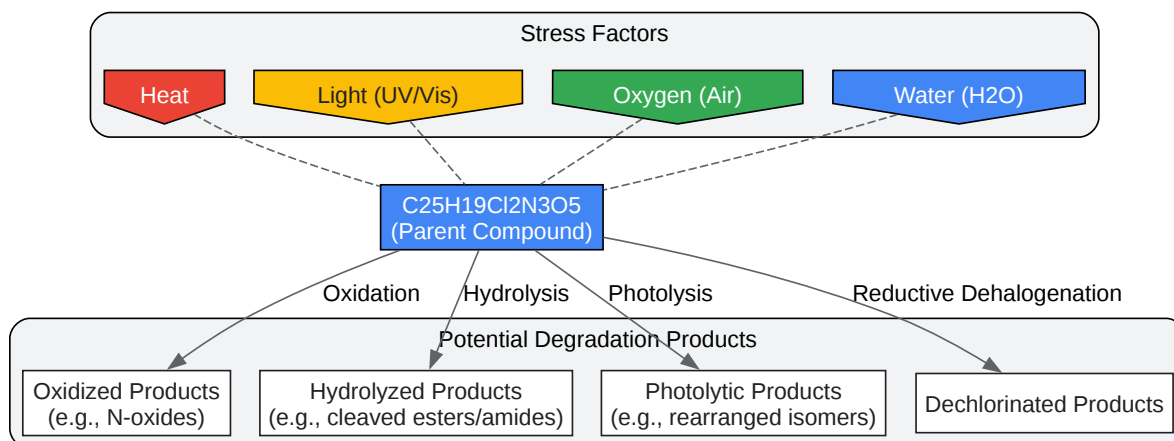 Stress Factors
Heat
Light (UV/Vis)
Oxygen (Air)
Water (H2O)
C25H19Cl2N3O5
(Parent Compound)
Oxidation
Hydrolysis
Photolysis
Reductive Dehalogenation
Potential Degradation Products
Oxidized Products
(e.g., N-oxides)
Hydrolyzed Products
(e.g., cleaved esters/amides)
Photolytic Products
(e.g., rearranged isomers)
Dechlorinated Products